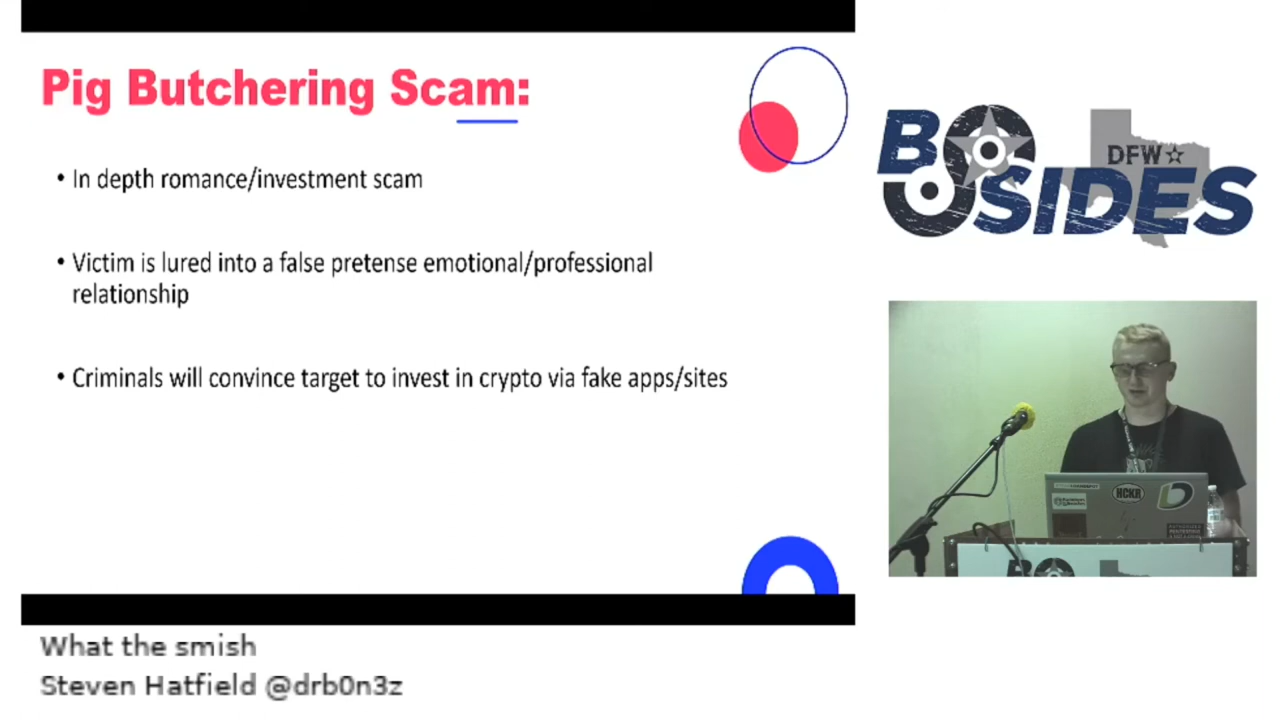 Pig Butchering Scam:
• In depth romance/investment scam
• Victim is lured into a false pretense emotional/professional
relationship
• Criminals will convince target to invest in crypto via fake apps/sites
BSIDES
DFW
HCKR
What the smish
Steven Hatfield @drb0n3z